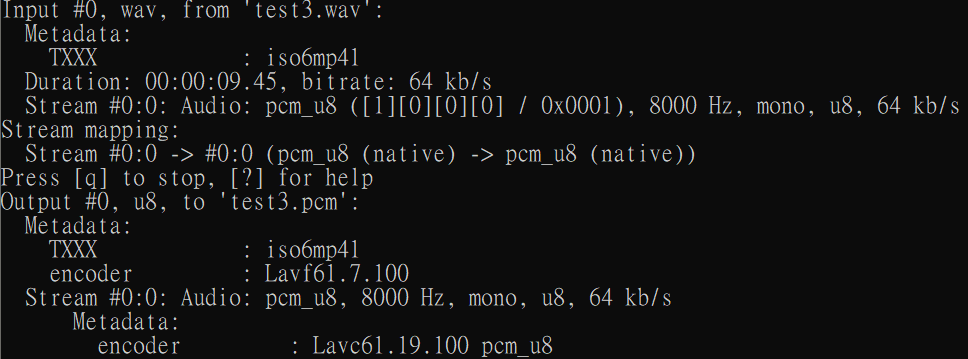 Input #0, wav, from 'test3.wav':
  Metadata:
    TXXX            : iso6mp41
  Duration: 00:00:09.45, bitrate: 64 kb/s
  Stream #0:0: Audio: pcm_u8 ([1][0][0][0] / 0x0001), 8000 Hz, mono, u8, 64 kb/s
Stream mapping:
  Stream #0:0 -> #0:0 (pcm_u8 (native) -> pcm_u8 (native))
Press [q] to stop, [?] for help
Output #0, u8, to 'test3.pcm':
  Metadata:
    TXXX            : iso6mp41
    encoder         : Lavf61.7.100
  Stream #0:0: Audio: pcm_u8, 8000 Hz, mono, u8, 64 kb/s
      Metadata:
        encoder         : Lavc61.19.100 pcm_u8